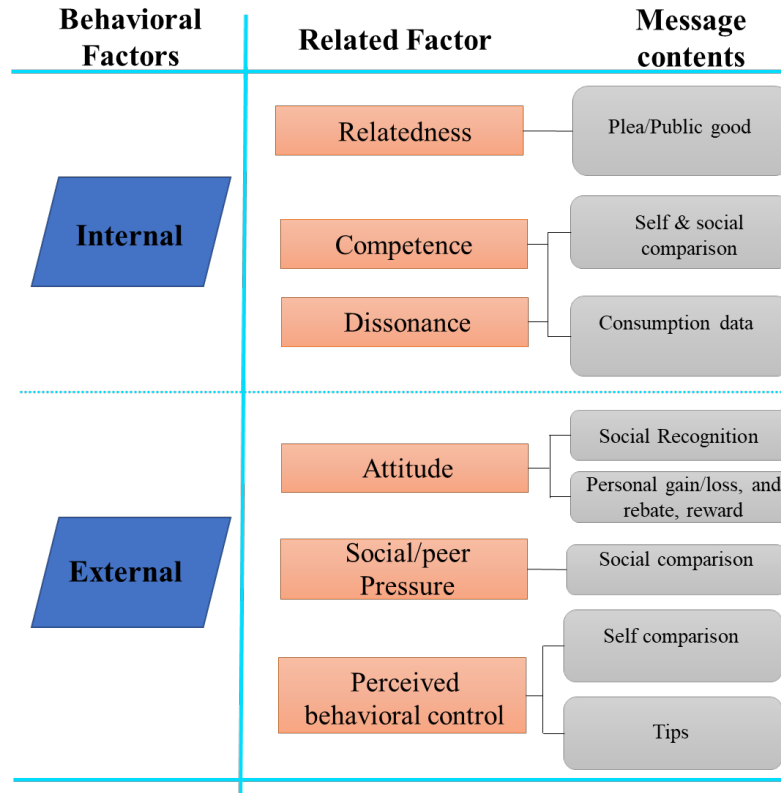 Behavioral
Factors
Related Factor
Message
contents
Internal
Relatedness
Plea/Public good
Competence
Self & social
comparison
Dissonance
Consumption data
External
Attitude
Social Recognition
Personal gain/loss, and
rebate, reward
Social/peer
Pressure
Social comparison
Perceived
behavioral control
Self comparison
Tips